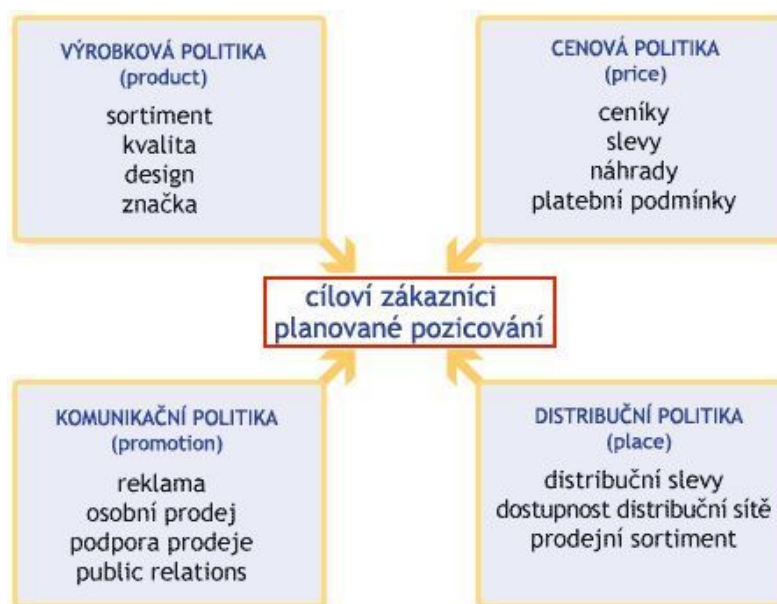 VÝROBKOVÁ POLITIKA
(product)
sortiment
kvalita
design
značka
CENOVÁ POLITIKA
(price)
ceníky
slevy
náhrady
platební podmínky
cíloví zákazníci
planované pozicování
KOMUNIKAČNÍ POLITIKA
(promotion)
reklama
osobní prodej
podpora prodeje
public relations
DISTRIBUČNÍ POLITIKA
(place)
distribuční slevy
dostupnost distribuční sítě
prodejní sortiment